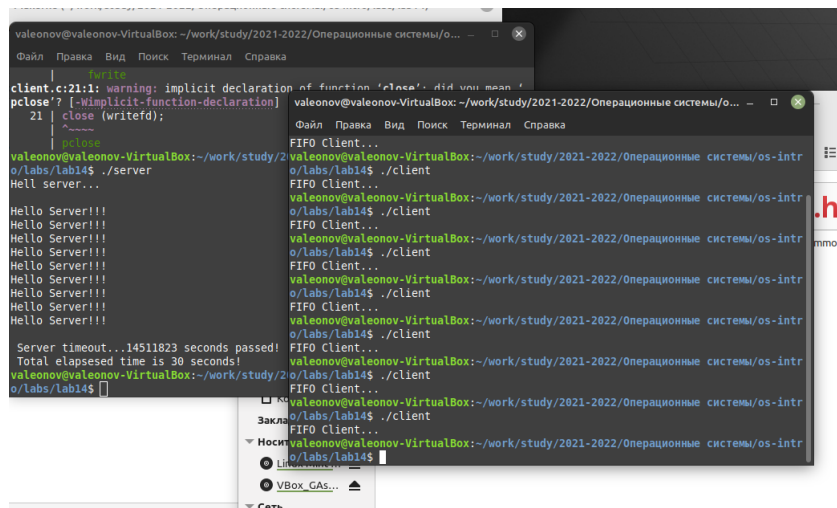 valeonov@valeonov-VirtualBox: ~/work/study/2021-2022/Операционные системы/o...
Файл Правка Вид Поиск Терминал Справка
| fwrite
client.c:21:1: warning: implicit declaration of function ‘close’; did you mean ‘
pclose’? [-Wimplicit-function-declaration]
21 | close (writefd);
| ^~~~~
| pclose
valeonov@valeonov-VirtualBox:~/work/study/2
o/labs/lab14$ ./server
Hell server...
Hello Server!!!
Hello Server!!!
Hello Server!!!
Hello Server!!!
Hello Server!!!
Hello Server!!!
Hello Server!!!
Hello Server!!!
Hello Server!!!
Server timeout...14511823 seconds passed!
Total elapsesed time is 30 seconds!
valeonov@valeonov-VirtualBox:~/work/study/2
o/labs/lab14$
valeonov@valeonov-VirtualBox: ~/work/study/2021-2022/Операционные системы/o...
Файл Правка Вид Поиск Терминал Справка
FIFO Client...
valeonov@valeonov-VirtualBox:~/work/study/2021-2022/Операционные системы/os-intr
o/labs/lab14$ ./client
FIFO Client...
valeonov@valeonov-VirtualBox:~/work/study/2021-2022/Операционные системы/os-intr
o/labs/lab14$ ./client
FIFO Client...
valeonov@valeonov-VirtualBox:~/work/study/2021-2022/Операционные системы/os-intr
o/labs/lab14$ ./client
FIFO Client...
valeonov@valeonov-VirtualBox:~/work/study/2021-2022/Операционные системы/os-intr
o/labs/lab14$ ./client
FIFO Client...
valeonov@valeonov-VirtualBox:~/work/study/2021-2022/Операционные системы/os-intr
o/labs/lab14$ ./client
FIFO Client...
valeonov@valeonov-VirtualBox:~/work/study/2021-2022/Операционные системы/os-intr
o/labs/lab14$ ./client
FIFO Client...
valeonov@valeonov-VirtualBox:~/work/study/2021-2022/Операционные системы/os-intr
o/labs/lab14$ ./client
FIFO Client...
valeonov@valeonov-VirtualBox:~/work/study/2021-2022/Операционные системы/os-intr
o/labs/lab14$
.h
mmo
Закла
Носит
VBox_GAs...
Сеть